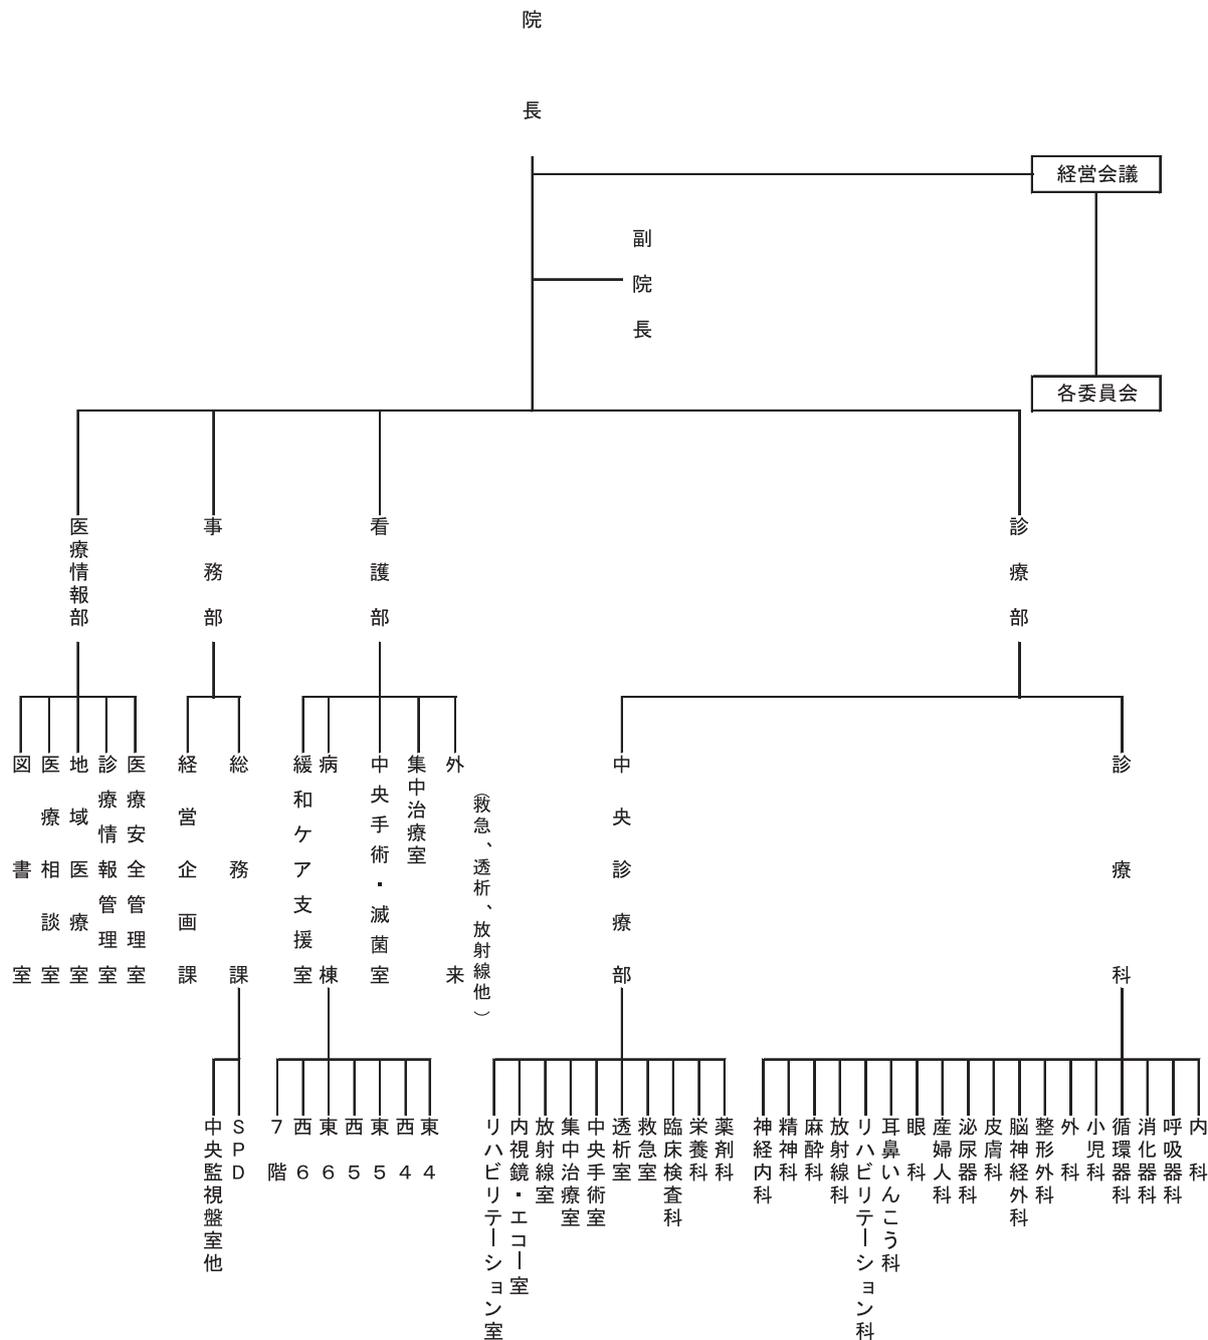 院長
経営会議
副院長
各委員会
診療部
看護部
事務部
医療情報部
診療科
中央診療部
外来
（救急、透析、放射線他）
集中治療室
中央手術・滅菌室
病棟
緩和ケア支援室
総務課
経営企画課
医療安全管理室
診療情報管理室
地域医療室
医療相談室
図書室
内科
呼吸器科
消化器科
循環器科
小児科
外科
整形外科
脳神経外科
皮膚科
泌尿器科
産婦人科
眼科
耳鼻いんこう科
リハビリテーション科
放射線科
麻酔科
精神科
神経内科
薬剤科
栄養科
臨床検査科
救急室
透析室
中央手術室
集中治療室
放射線室
内視鏡・エコー室
リハビリテーション室
東４
西４
東５
西５
東６
西６
７階
ＳＰＤ
中央監視盤室他